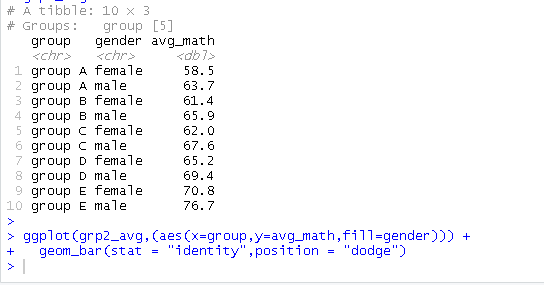 # A tibble: 10 × 3
# Groups:   group [5]
   group   gender avg_math
   <chr>   <chr>     <dbl>
 1 group A female     58.5
 2 group A male       63.7
 3 group B female     61.4
 4 group B male       65.9
 5 group C female     62.0
 6 group C male       67.6
 7 group D female     65.2
 8 group D male       69.4
 9 group E female     70.8
10 group E male       76.7
>
> ggplot(grp2_avg,(aes(x=group,y=avg_math,fill=gender))) +
+   geom_bar(stat = "identity",position = "dodge")
>